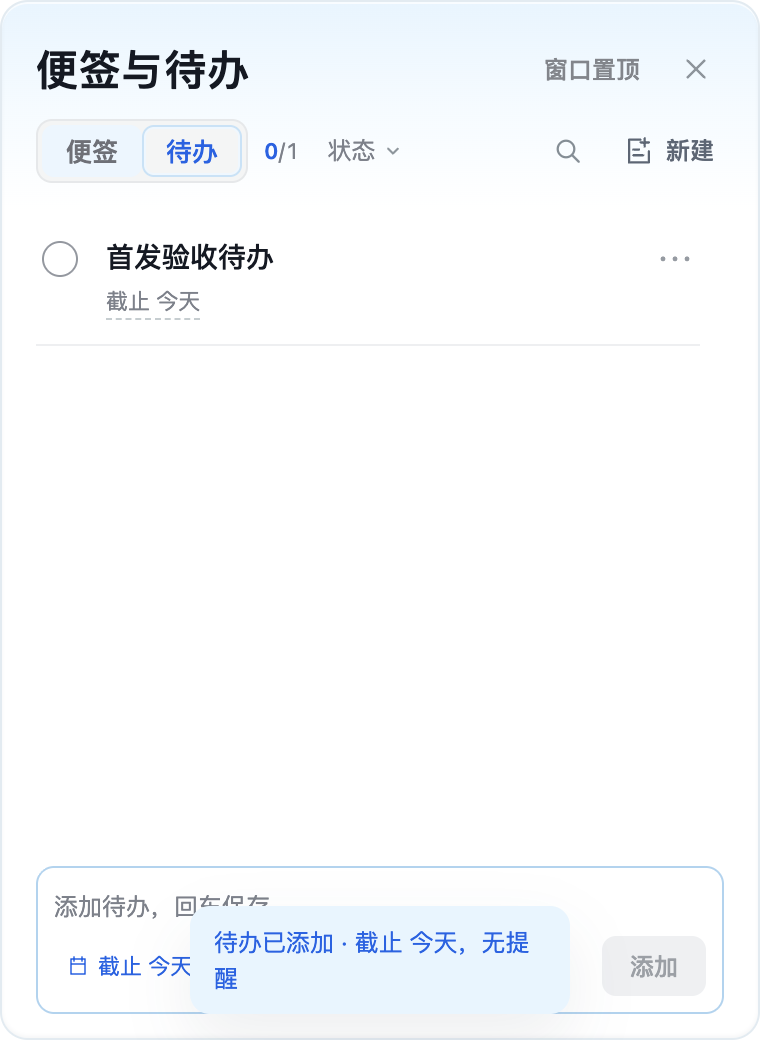 便签与待办
窗口置顶
便签 待办 0/1 状态 新建
首发验收待办
截止 今天
添加待办，回车保存
待办已添加 · 截止 今天，无提
醒
截止 今天
添加